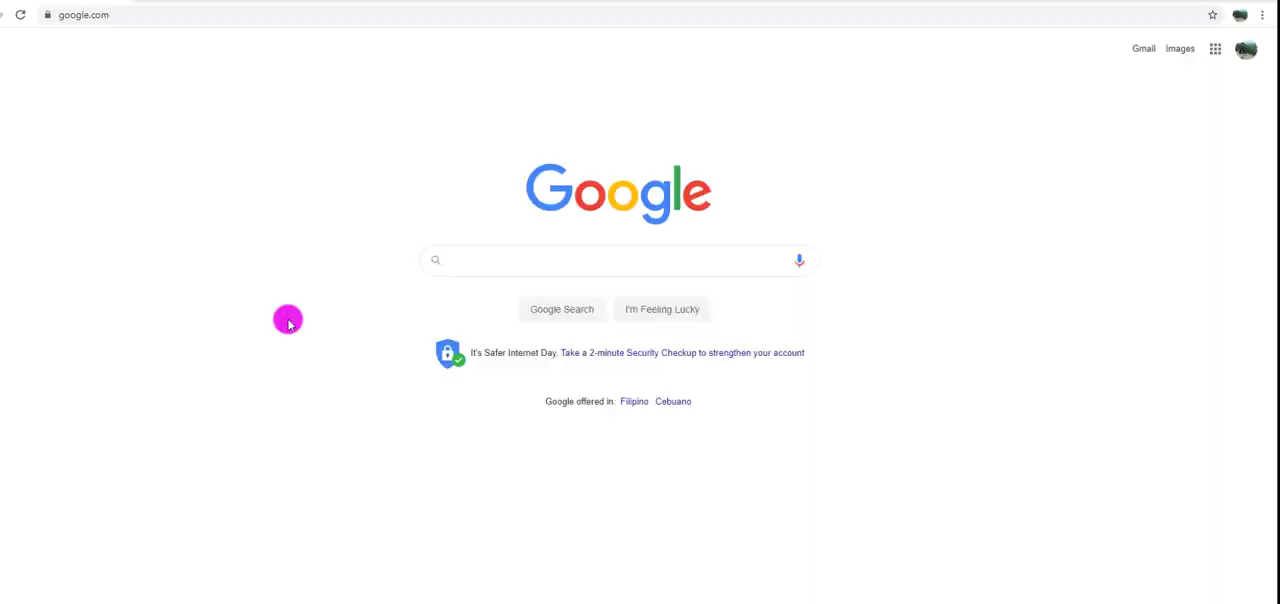 google.com
Gmail Images
Google
Google Search I'm Feeling Lucky
It's Safer Internet Day. Take a 2-minute Security Checkup to strengthen your account
Google offered in: Filipino Cebuano